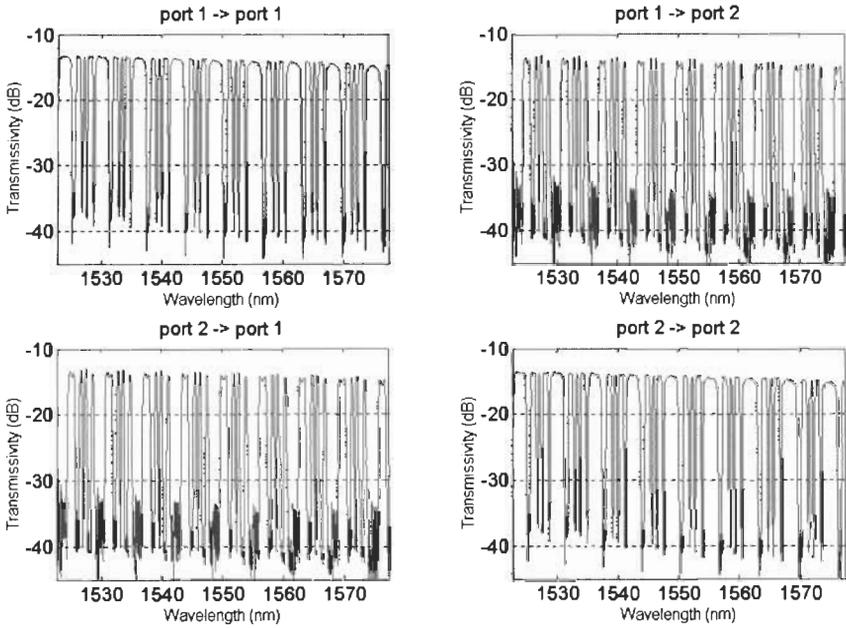 port 1 -> port 1
-10
-20
-30
-40
Transmissivity (dB)
1530 1540 1550 1560 1570
Wavelength (nm)
port 1 -> port 2
-10
-20
-30
-40
Transmissivity (dB)
1530 1540 1550 1560 1570
Wavelength (nm)
port 2 -> port 1
-10
-20
-30
-40
Transmissivity (dB)
1530 1540 1550 1560 1570
Wavelength (nm)
port 2 -> port 2
-10
-20
-30
-40
Transmissivity (dB)
1530 1540 1550 1560 1570
Wavelength (nm)